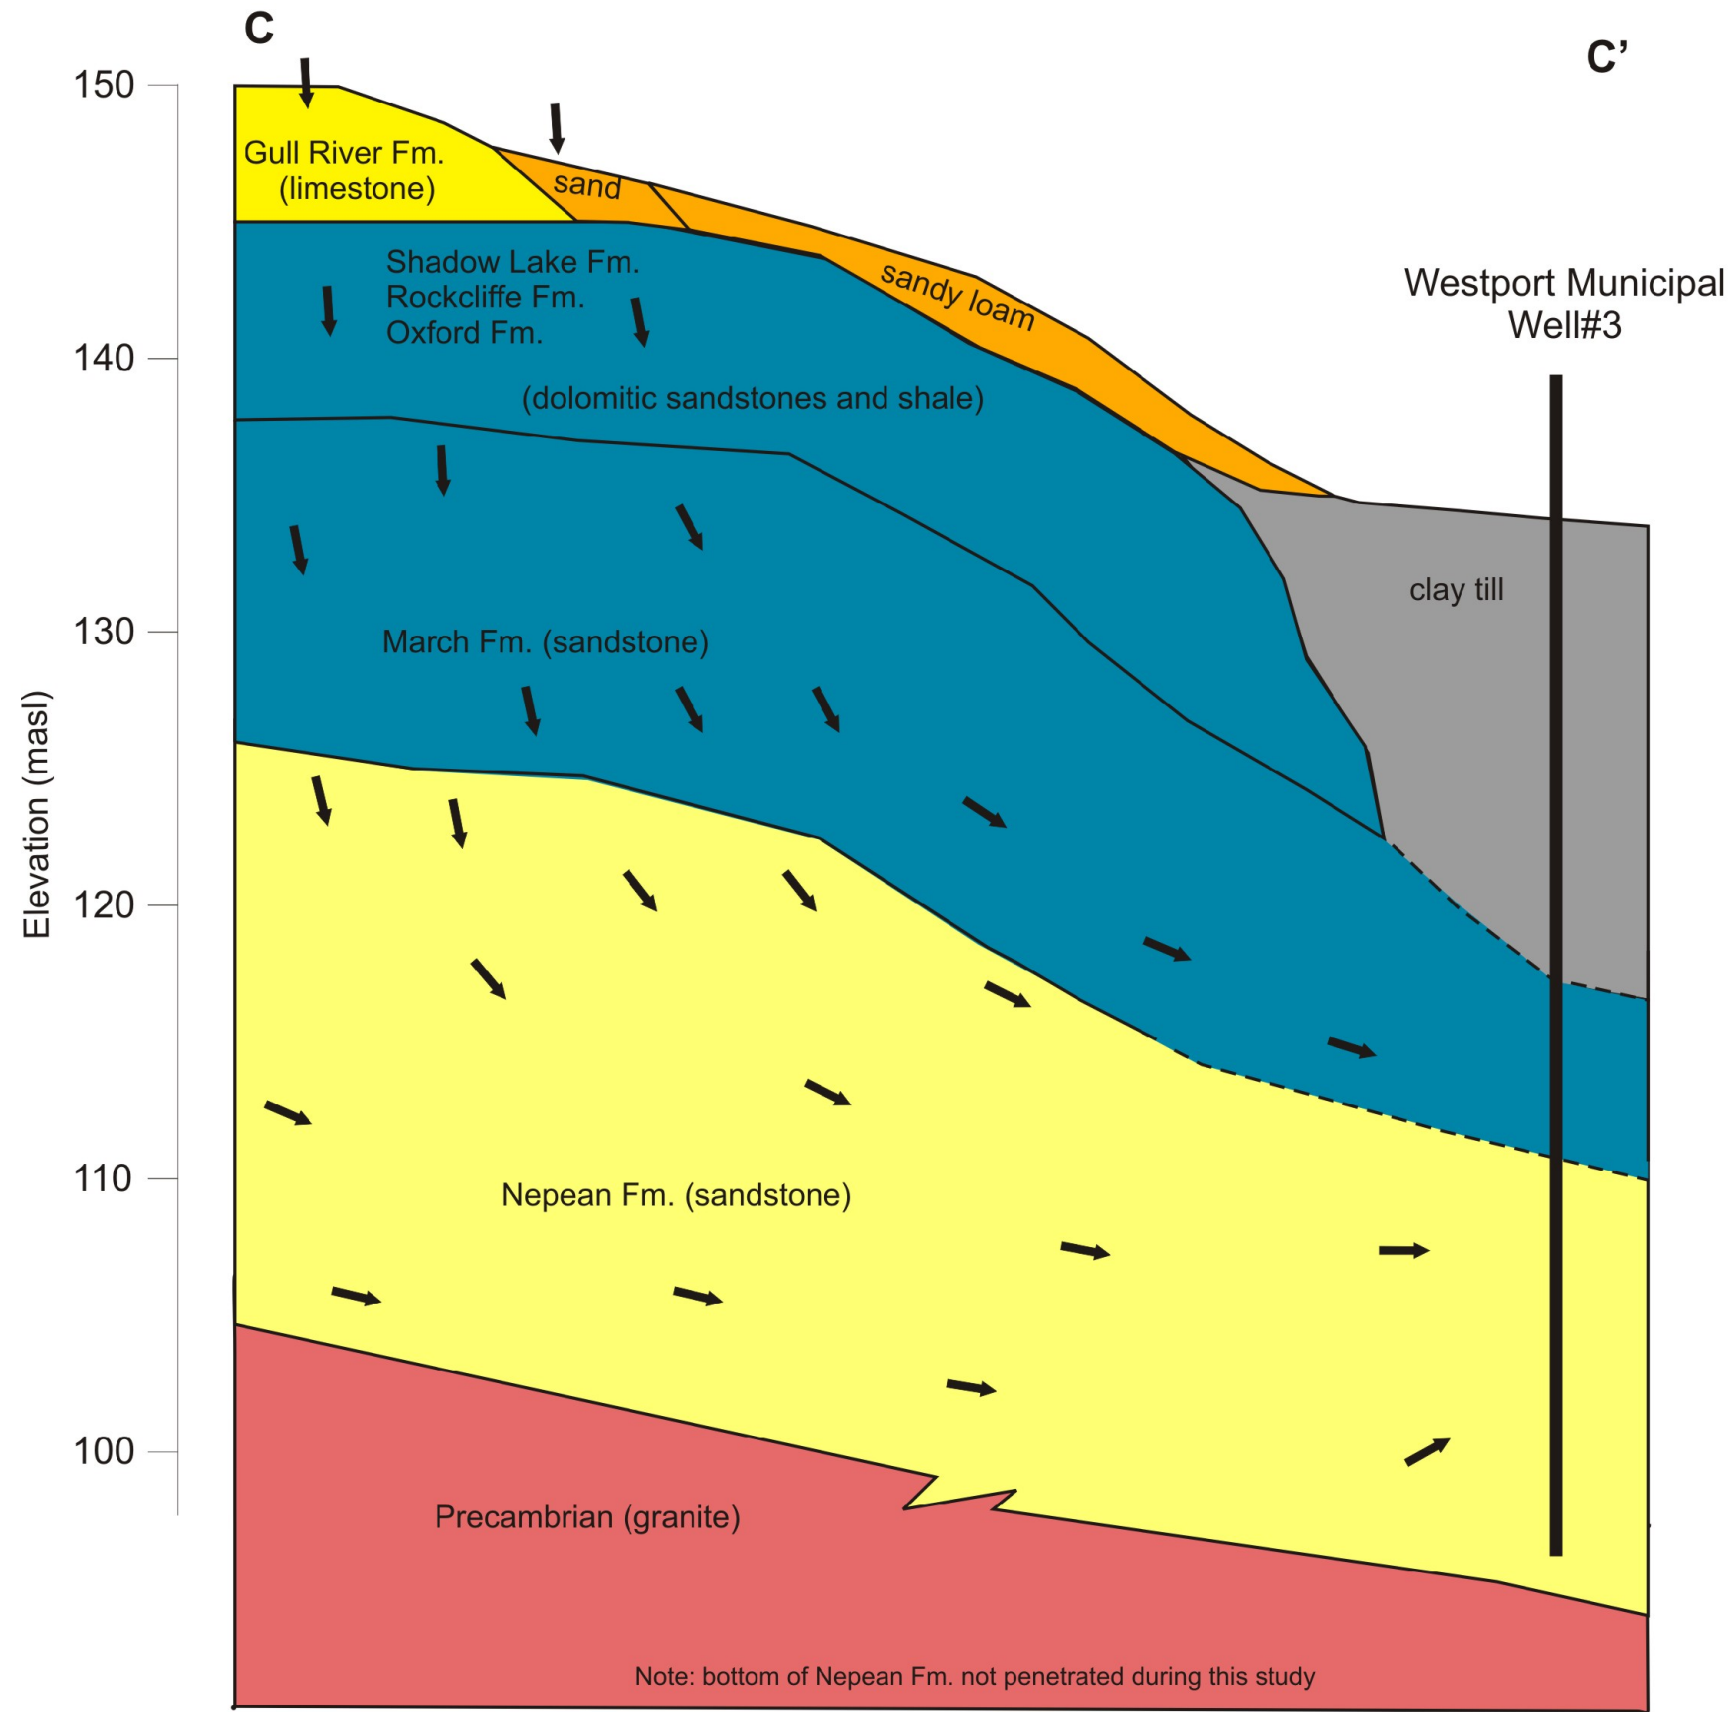 C
C’
150
Gull River Fm.
(limestone)
sand
Shadow Lake Fm.
Rockcliffe Fm.
Oxford Fm.
sandy loam
Westport Municipal
Well#3
140
(dolomitic sandstones and shale)
clay till
130
March Fm. (sandstone)
Elevation (masl)
120
110
Nepean Fm. (sandstone)
100
Precambrian (granite)
Note: bottom of Nepean Fm. not penetrated during this study